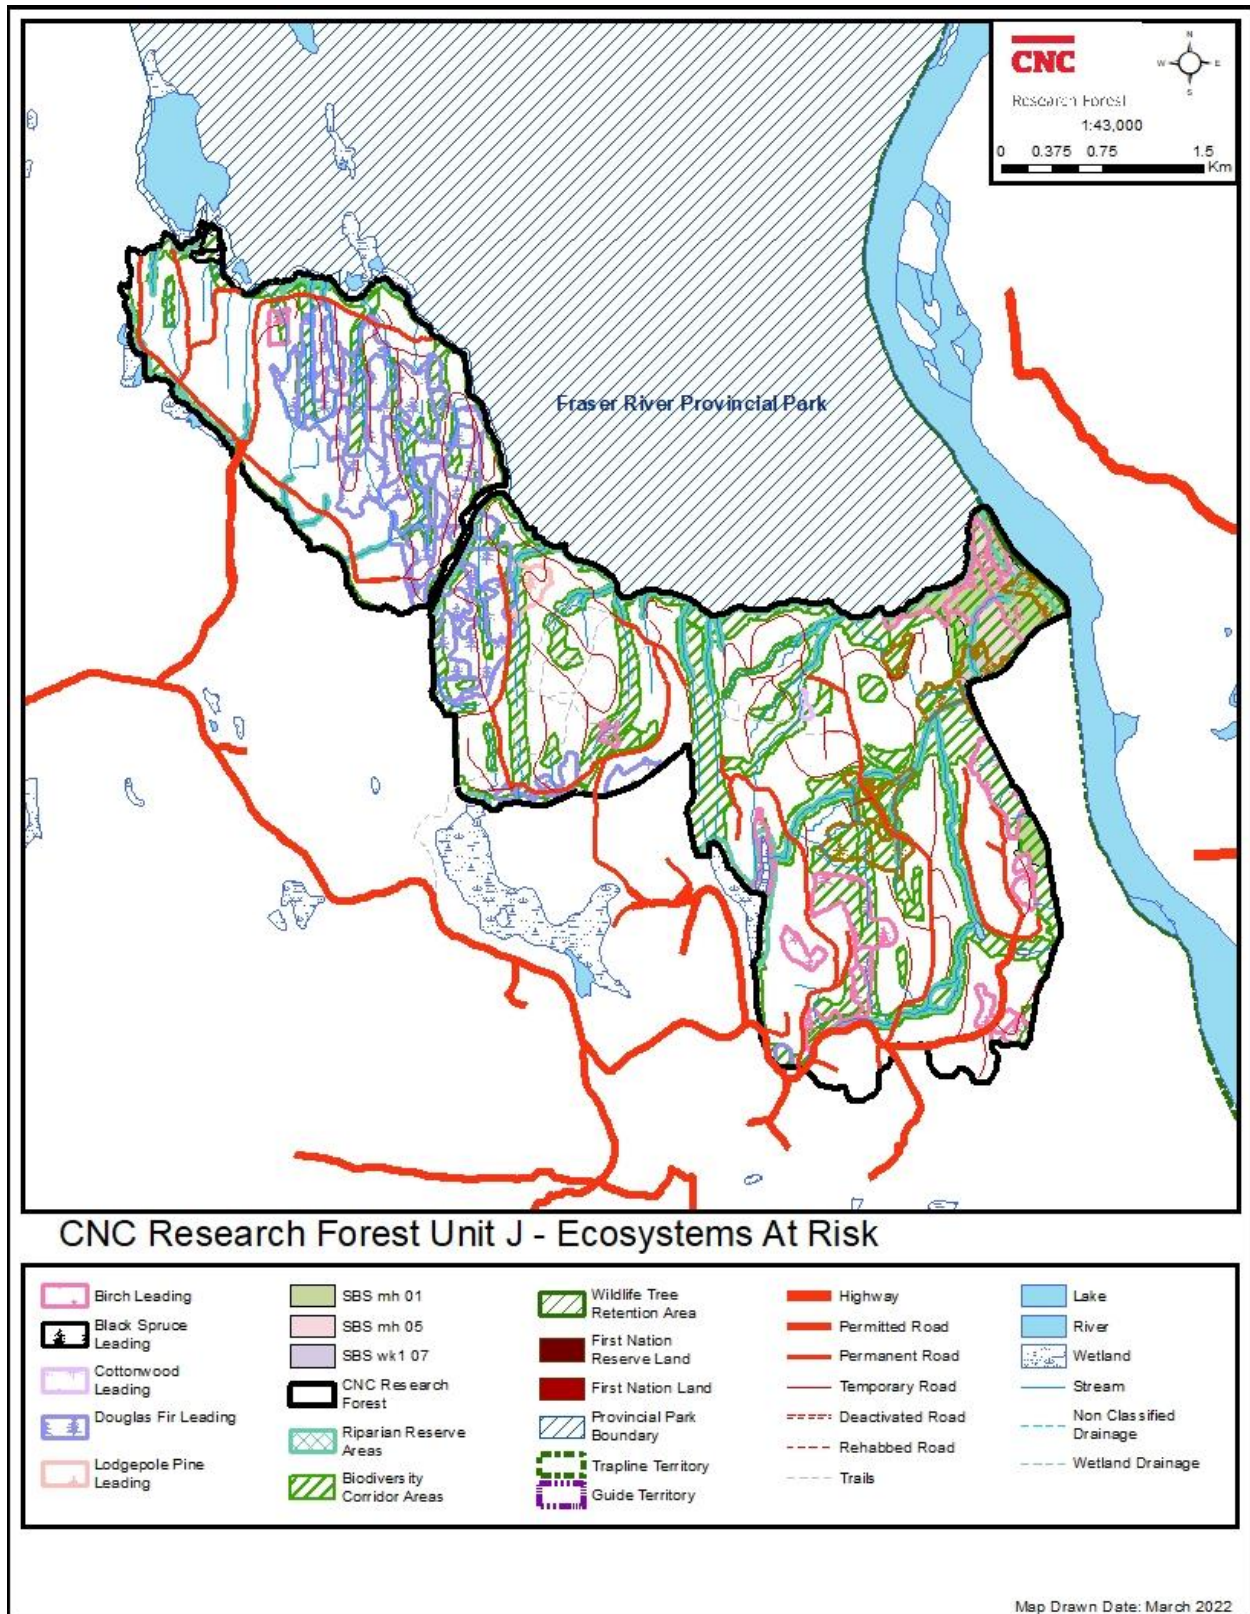 CNC
Research Forest
N
W
E
S
1:43,000
0 0.375 0.75 1.5
Km
Fraser River Provincial Park
CNC Research Forest Unit J - Ecosystems At Risk
Birch Leading
Black Spruce
Leading
Cottonwood
Leading
Douglas Fir Leading
Lodgepole Pine
Leading
SBS mh 01
SBS mh 05
SBS wk1 07
CNC Research
Forest
Riparian Reserve
Areas
Biodiversity
Corridor Areas
Wildlife Tree
Retention Area
First Nation
Reserve Land
First Nation Land
Provincial Park
Boundary
Trapline Territory
Guide Territory
Highway
Permitted Road
Permanent Road
Temporary Road
Deactivated Road
Rehabbed Road
Trails
Lake
River
Wetland
Stream
Non Classified
Drainage
Wetland Drainage
Map Drawn Date: March 2022